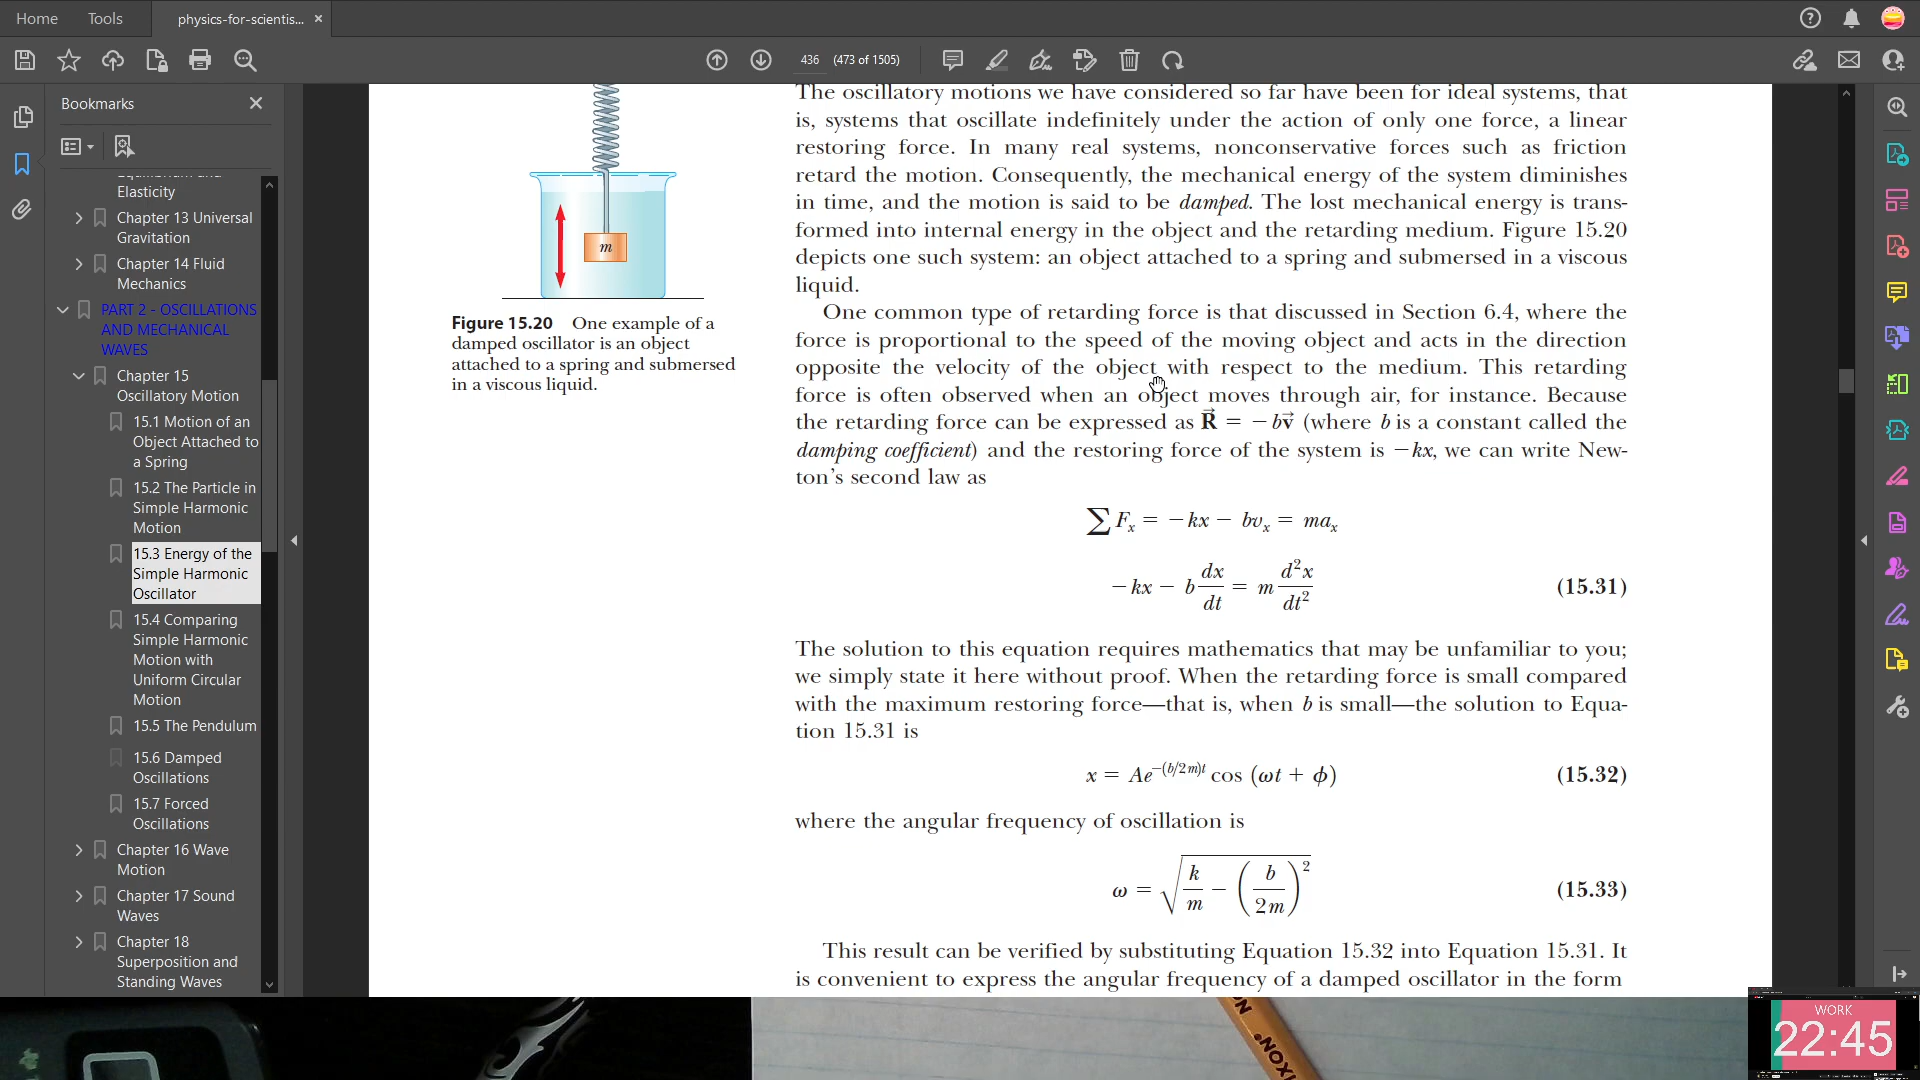 Home Tools physics-for-scientis... ×
436 (473 of 1505)
Bookmarks
Elasticity
Chapter 13 Universal
Gravitation
Chapter 14 Fluid
Mechanics
PART 2 - OSCILLATIONS
AND MECHANICAL
WAVES
Chapter 15
Oscillatory Motion
15.1 Motion of an
Object Attached to
a Spring
15.2 The Particle in
Simple Harmonic
Motion
15.3 Energy of the
Simple Harmonic
Oscillator
15.4 Comparing
Simple Harmonic
Motion with
Uniform Circular
Motion
15.5 The Pendulum
15.6 Damped
Oscillations
15.7 Forced
Oscillations
Chapter 16 Wave
Motion
Chapter 17 Sound
Waves
Chapter 18
Superposition and
Standing Waves
m
Figure 15.20 One example of a
damped oscillator is an object
attached to a spring and submersed
in a viscous liquid.
The oscillatory motions we have considered so far have been for ideal systems, that
is, systems that oscillate indefinitely under the action of only one force, a linear
restoring force. In many real systems, nonconservative forces such as friction
retard the motion. Consequently, the mechanical energy of the system diminishes
in time, and the motion is said to be damped. The lost mechanical energy is trans-
formed into internal energy in the object and the retarding medium. Figure 15.20
depicts one such system: an object attached to a spring and submersed in a viscous
liquid.
One common type of retarding force is that discussed in Section 6.4, where the
force is proportional to the speed of the moving object and acts in the direction
opposite the velocity of the object with respect to the medium. This retarding
force is often observed when an object moves through air, for instance. Because
the retarding force can be expressed as R⃗ = −bv⃗ (where b is a constant called the
damping coefficient) and the restoring force of the system is −kx, we can write New-
ton's second law as
∑ Fₓ = −kx − bvₓ = maₓ
−kx − b dx/dt = m d²x/dt² (15.31)
The solution to this equation requires mathematics that may be unfamiliar to you;
we simply state it here without proof. When the retarding force is small compared
with the maximum restoring force—that is, when b is small—the solution to Equa-
tion 15.31 is
x = Ae^−(b/2m)t cos (ωt + ϕ) (15.32)
where the angular frequency of oscillation is
ω = √(k/m − (b/2m)²) (15.33)
This result can be verified by substituting Equation 15.32 into Equation 15.31. It
is convenient to express the angular frequency of a damped oscillator in the form
WORK
22:45